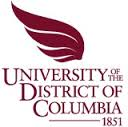 UNIVERSITY OF THE
DISTRICT OF
COLUMBIA
1851